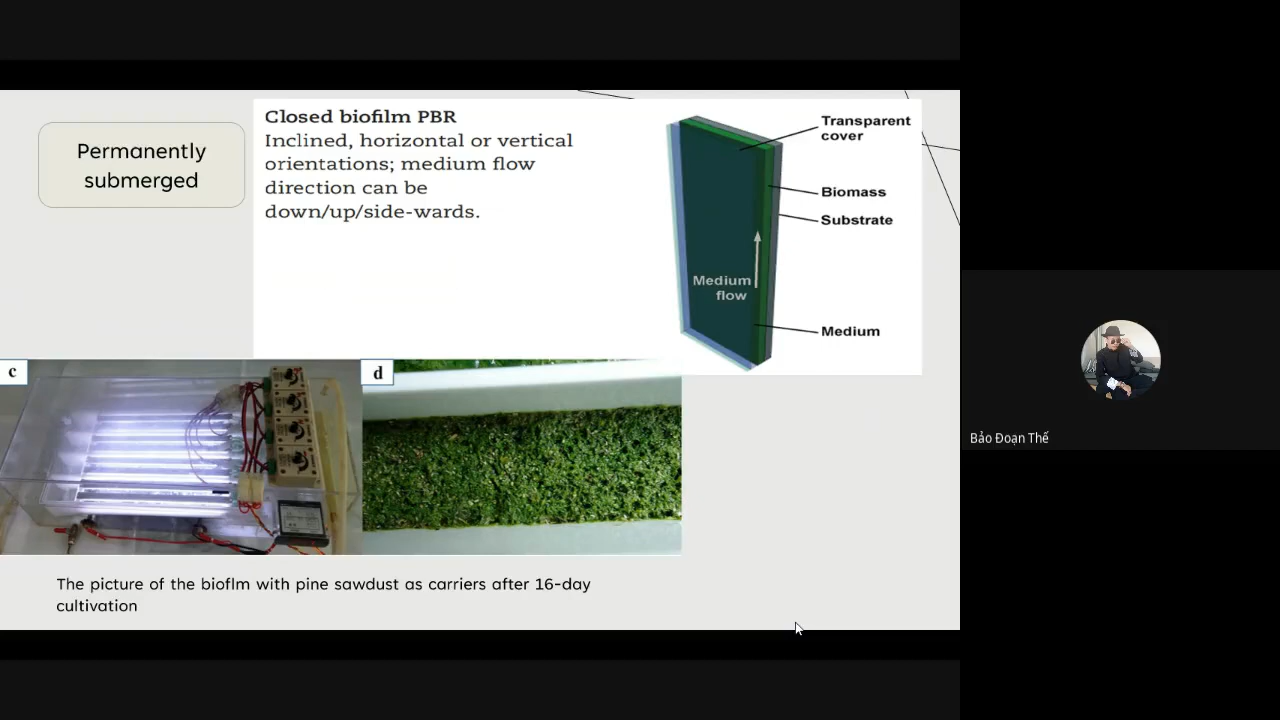 Permanently
submerged
Closed biofilm PBR
Inclined, horizontal or vertical
orientations; medium flow
direction can be
down/up/side-wards.
Transparent
cover
Biomass
Substrate
Medium
flow
Medium
c
d
The picture of the bioflm with pine sawdust as carriers after 16-day
cultivation
Bảo Đoạn Thế